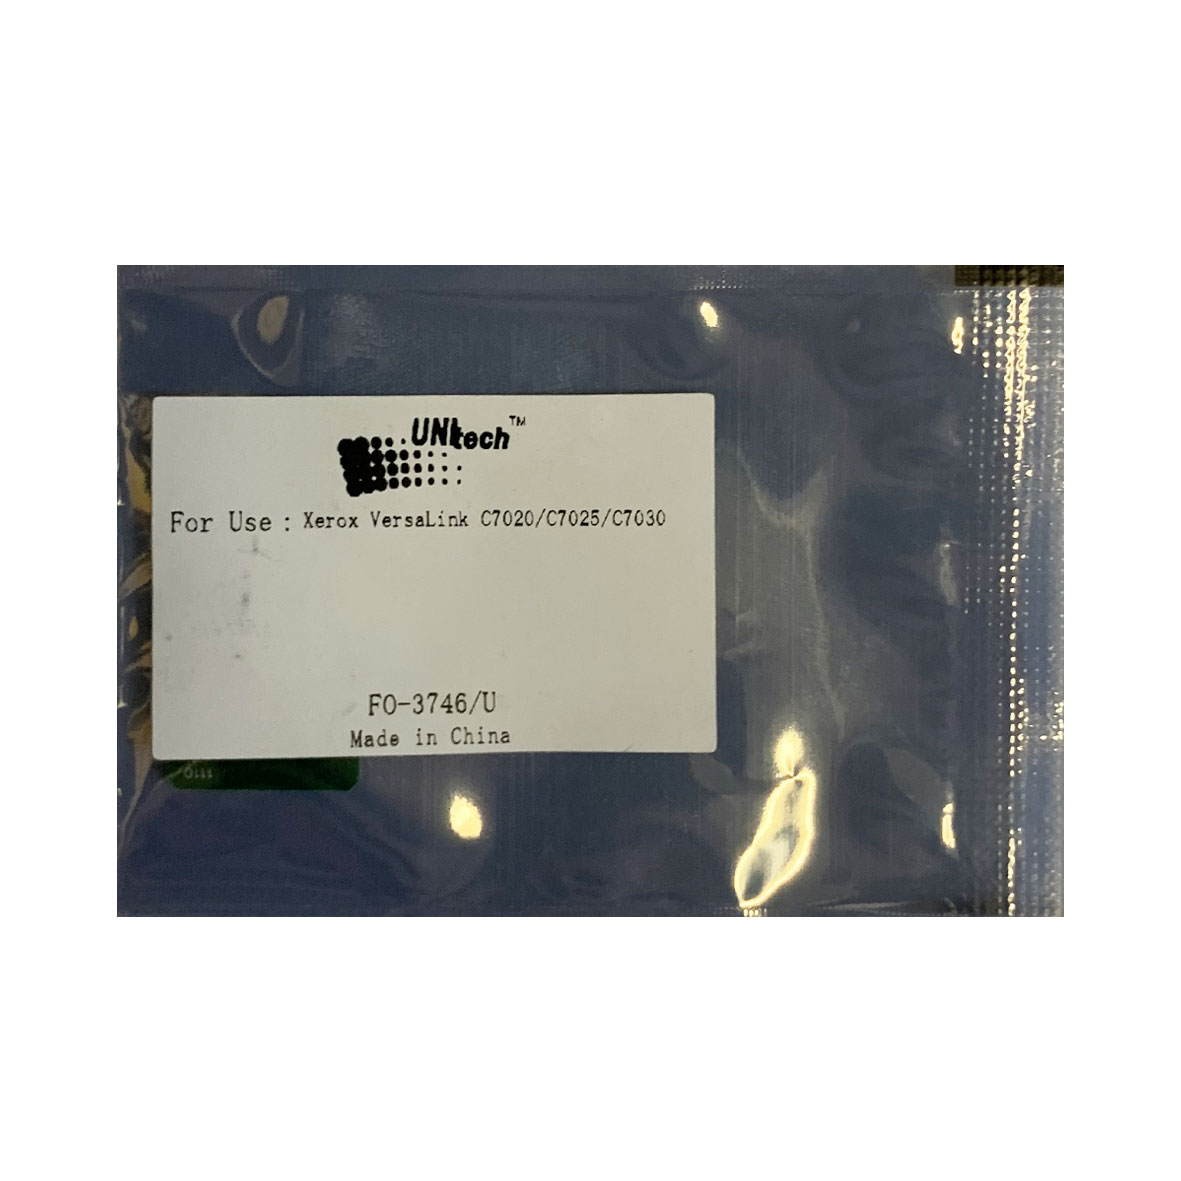 UNItech™
For Use : Xerox VersaLink C7020/C7025/C7030
FO-3746/U
Made in China